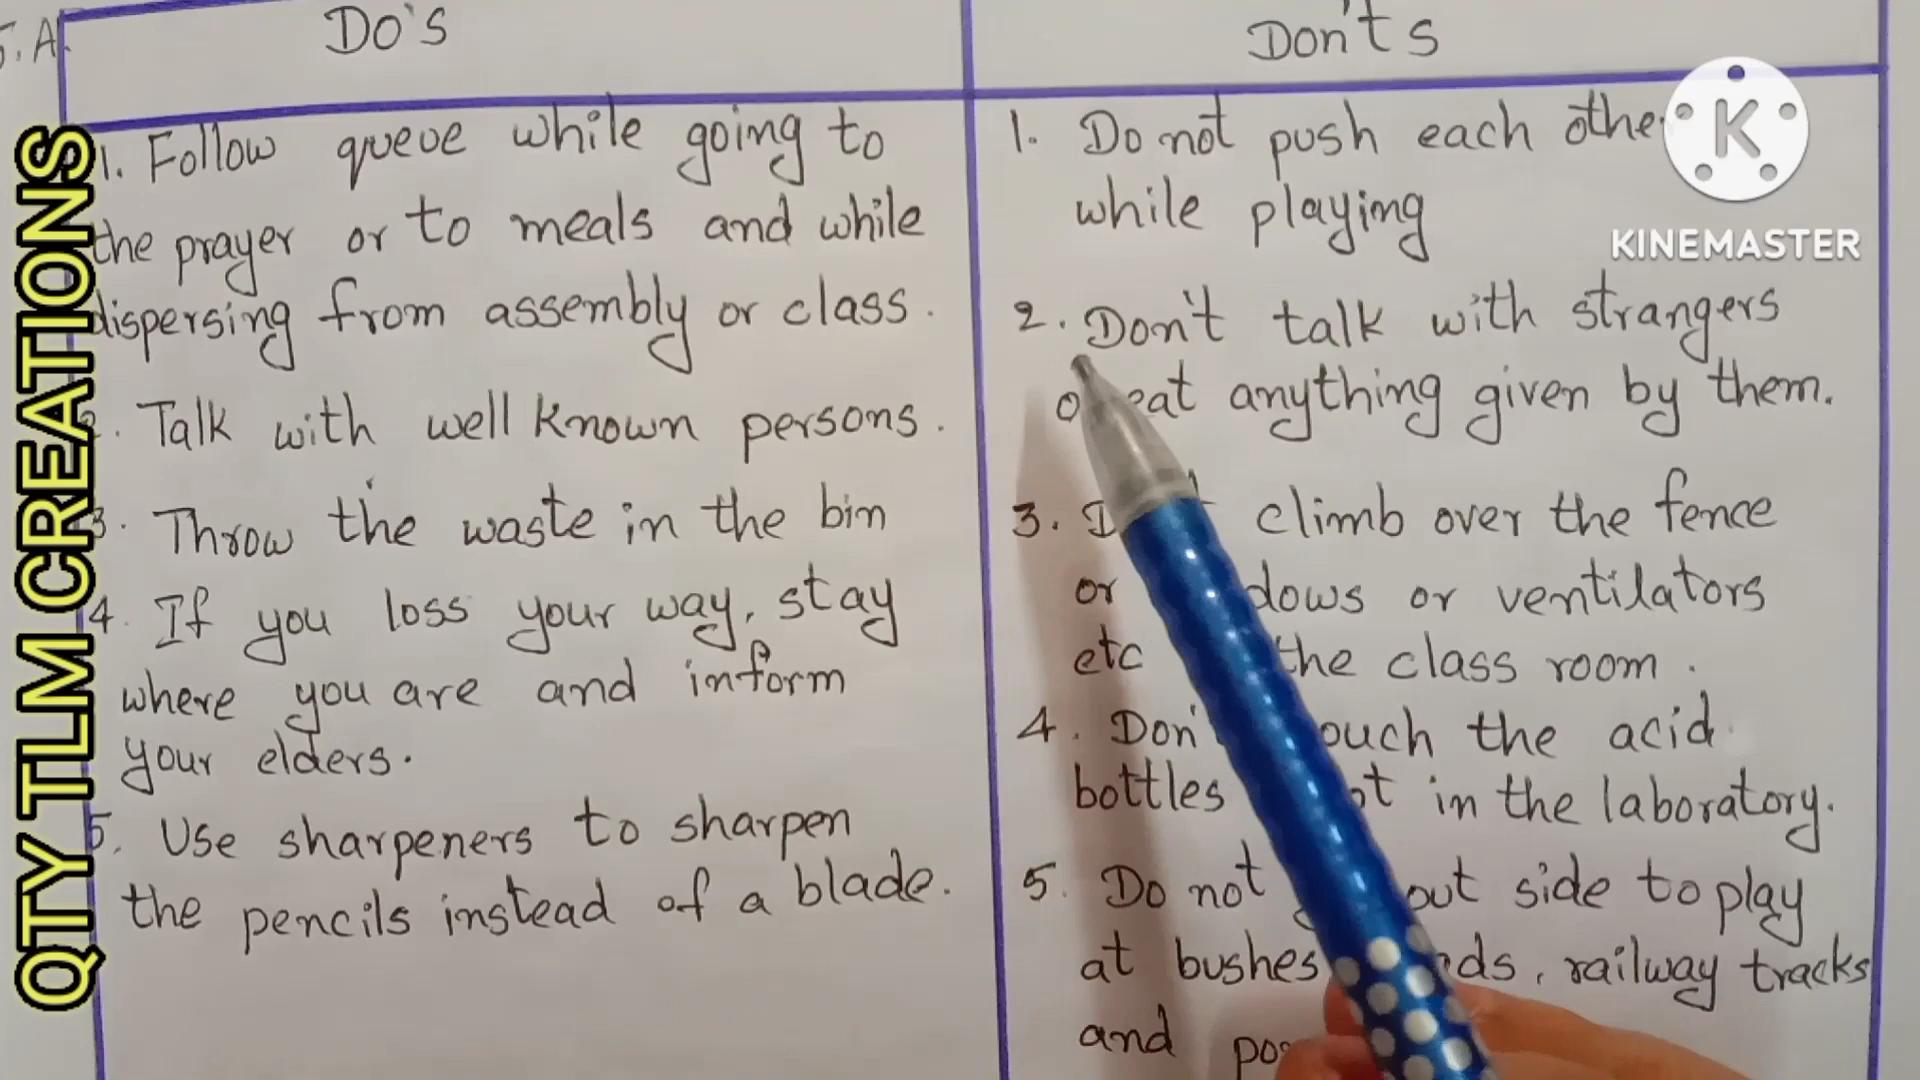 5.A.
Do's
1. Follow queue while going to
the prayer or to meals and while
dispersing from assembly or class.
2. Talk with well known persons.
3. Throw the waste in the bin
4. If you loss your way, stay
where you are and inform
your elders.
5. Use sharpeners to sharpen
the pencils instead of a blade.
Don'ts
1. Do not push each othe
while playing
2. Don't talk with strangers
eat anything given by them.
3. climb over the fence
or dows or ventilators
etc the class room.
4. Don' ouch the acid
bottles in the laboratory.
5. Do not out side to play
at bushes ds, railway tracks
and
QTY TLM CREATIONS
K
KINEMASTER